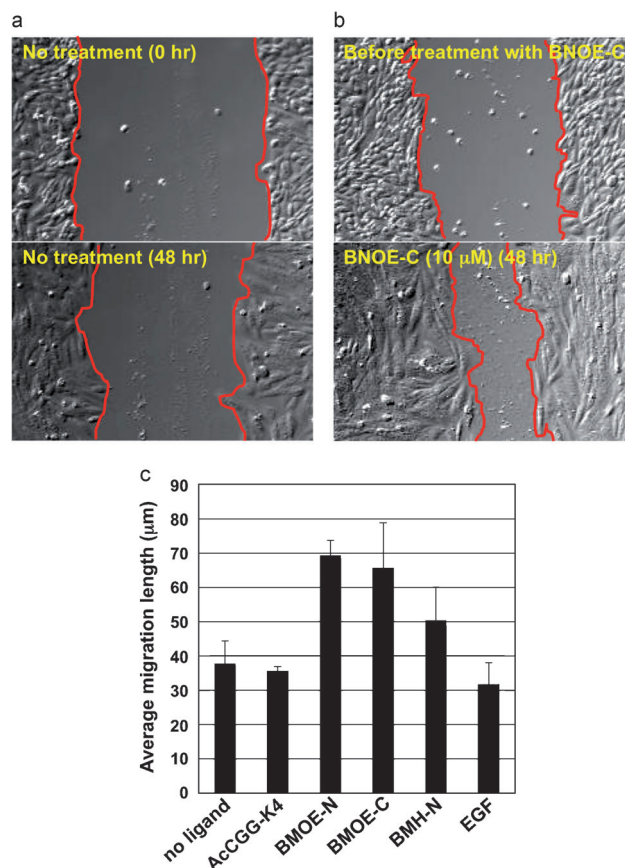 a
No treatment (0 hr)
No treatment (48 hr)
b
Before treatment with BNOE-C
BNOE-C (10 μM) (48 hr)
c
Average migration length (μm)
90
80
70
60
50
40
30
20
10
0
no ligand
AcCGG-K4
BMOE-N
BMOE-C
BMH-N
EGF